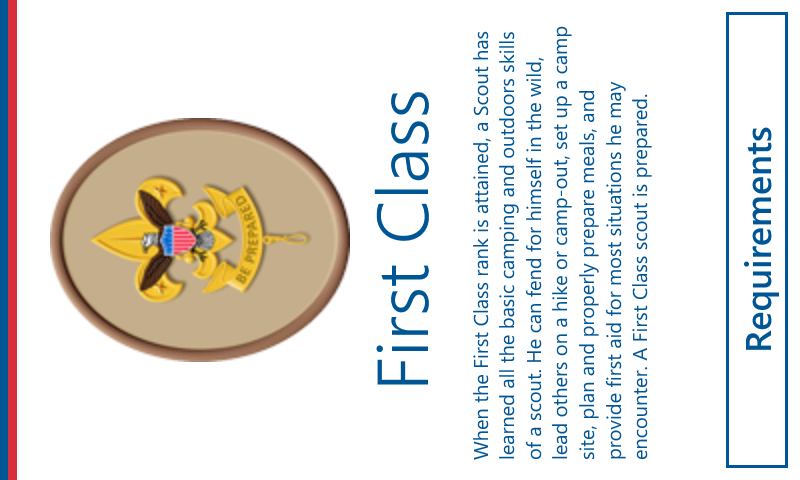 BE PREPARED
First Class
When the First Class rank is attained, a Scout has
learned all the basic camping and outdoors skills
of a scout. He can fend for himself in the wild,
lead others on a hike or camp-out, set up a camp
site, plan and properly prepare meals, and
provide first aid for most situations he may
encounter. A First Class scout is prepared.
Requirements